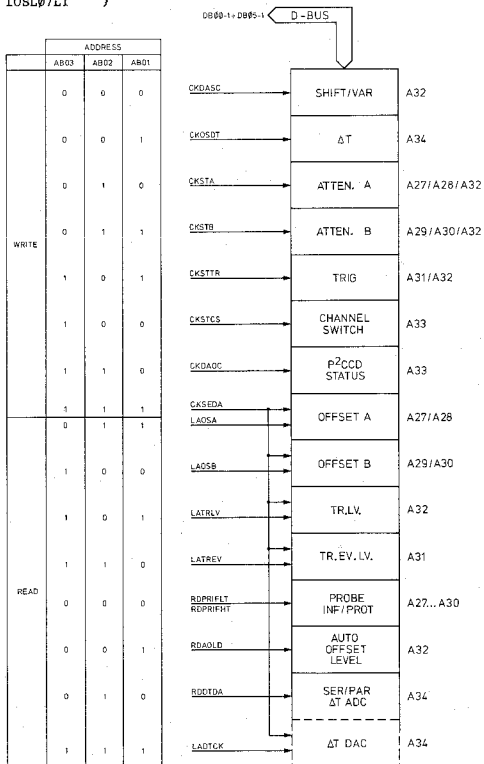 IOSLØ7LT }
DBØØ-1÷DBØ5-1 D-BUS
ADDRESS
AB03 AB02 AB01
WRITE
0 0 0 CKDASC SHIFT/VAR A32
0 0 1 CKOSDT ΔT A34
0 1 0 CKSTA ATTEN. A A27/A28/A32
0 1 1 CKSTB ATTEN. B A29/A30/A32
1 0 1 CKSTTR TRIG A31/A32
1 0 0 CKSTCS CHANNEL SWITCH A33
1 1 0 CKDAOC P²CCD STATUS A33
1 1 1 CKSEDA
READ
0 1 1 LAOSA OFFSET A A27/A28
1 0 0 LAOSB OFFSET B A29/A30
1 0 1 LATRLV TR.LV. A32
1 1 0 LATREV TR.EV.LV. A31
0 0 0 RDPRIFLT RDPRIFHT PROBE INF/PROT A27...A30
0 0 1 RDAOLD AUTO OFFSET LEVEL A32
0 1 0 RDDTDA SER/PAR ΔT ADC A34
1 1 1 LADTCK ΔT DAC A34